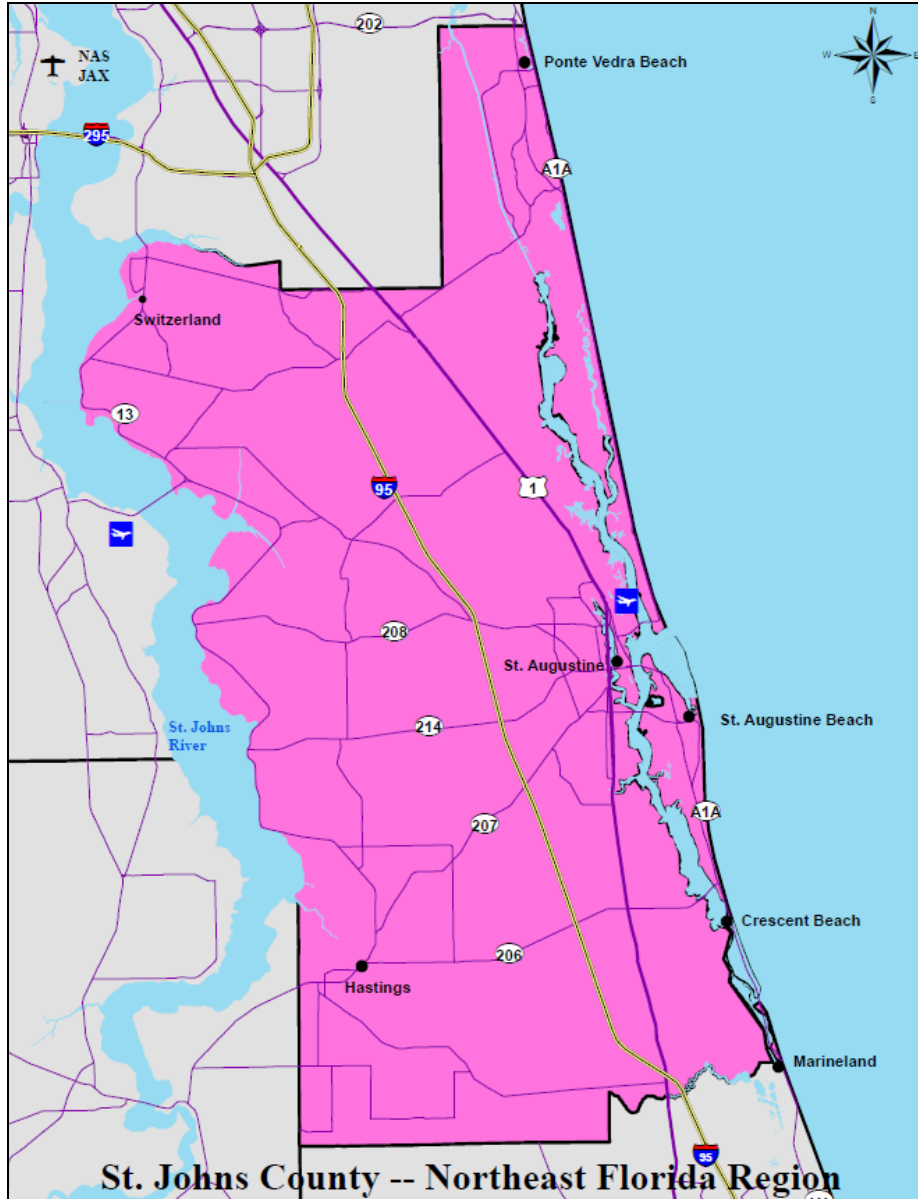 202
N
NAS
JAX
Ponte Vedra Beach
W
E
S
295
A1A
Switzerland
13
95
1
208
St. Augustine
St. Johns
River
214
St. Augustine Beach
A1A
207
Crescent Beach
206
Hastings
Marineland
95
St. Johns County -- Northeast Florida Region